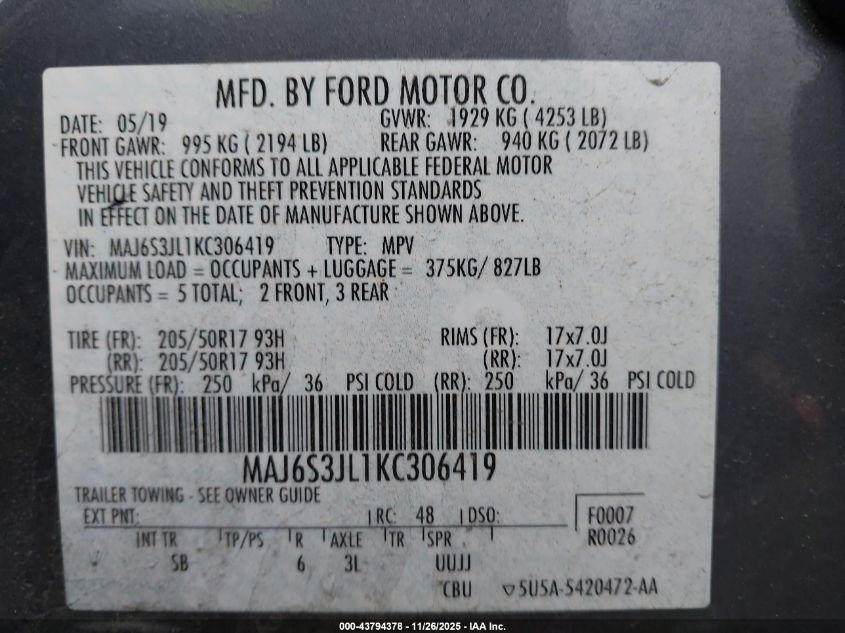 MFD. BY FORD MOTOR CO.
DATE: 05/19 GVWR: 1929 KG ( 4253 LB)
FRONT GAWR: 995 KG ( 2194 LB) REAR GAWR: 940 KG ( 2072 LB)
THIS VEHICLE CONFORMS TO ALL APPLICABLE FEDERAL MOTOR
VEHICLE SAFETY AND THEFT PREVENTION STANDARDS
IN EFFECT ON THE DATE OF MANUFACTURE SHOWN ABOVE.
VIN: MAJ6S3JL1KC306419 TYPE: MPV
MAXIMUM LOAD = OCCUPANTS + LUGGAGE = 375KG/ 827LB
OCCUPANTS = 5 TOTAL; 2 FRONT, 3 REAR
TIRE (FR): 205/50R17 93H RIMS (FR): 17x7.0J
(RR): 205/50R17 93H (RR): 17x7.0J
PRESSURE (FR): 250 kPa/ 36 PSI COLD (RR): 250 kPa/ 36 PSI COLD
MAJ6S3JL1KC306419
TRAILER TOWING - SEE OWNER GUIDE
EXT PNT: RC: 48 DSO: F0007
R0026
INT TR TP/PS R AXLE TR SPR
SB 6 3L UUJJ
CBU 5U5A-5420472-AA
000-43794378 - 11/26/2025 - IAA Inc.